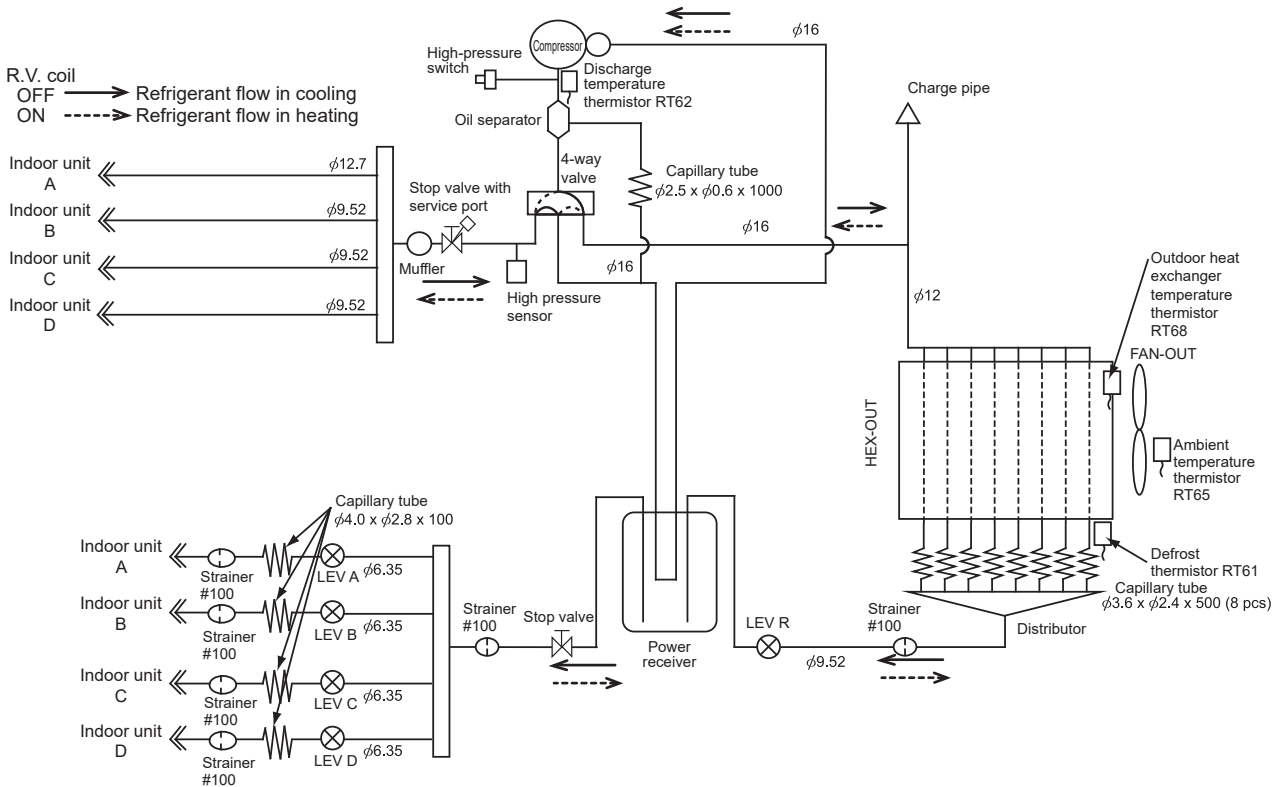 R.V. coil
OFF Refrigerant flow in cooling
ON Refrigerant flow in heating
Compressor
High-pressure
switch
Discharge
temperature
thermistor RT62
Oil separator
4-way
valve
Capillary tube
ϕ2.5 x ϕ0.6 x 1000
ϕ16
Charge pipe
Indoor unit
A
ϕ12.7
Indoor unit
B
ϕ9.52
Indoor unit
C
ϕ9.52
Indoor unit
D
ϕ9.52
Stop valve with
service port
Muffler
High pressure
sensor
ϕ16
ϕ16
ϕ12
Outdoor heat
exchanger
temperature
thermistor
RT68
FAN-OUT
HEX-OUT
Ambient
temperature
thermistor
RT65
Defrost
thermistor RT61
Capillary tube
ϕ3.6 x ϕ2.4 x 500 (8 pcs)
Distributor
Capillary tube
ϕ4.0 x ϕ2.8 x 100
Indoor unit
A
Strainer
#100
LEV A
ϕ6.35
Indoor unit
B
Strainer
#100
LEV B
ϕ6.35
Indoor unit
C
Strainer
#100
LEV C
ϕ6.35
Indoor unit
D
Strainer
#100
LEV D
ϕ6.35
Strainer
#100
Stop valve
Power
receiver
LEV R
ϕ9.52
Strainer
#100